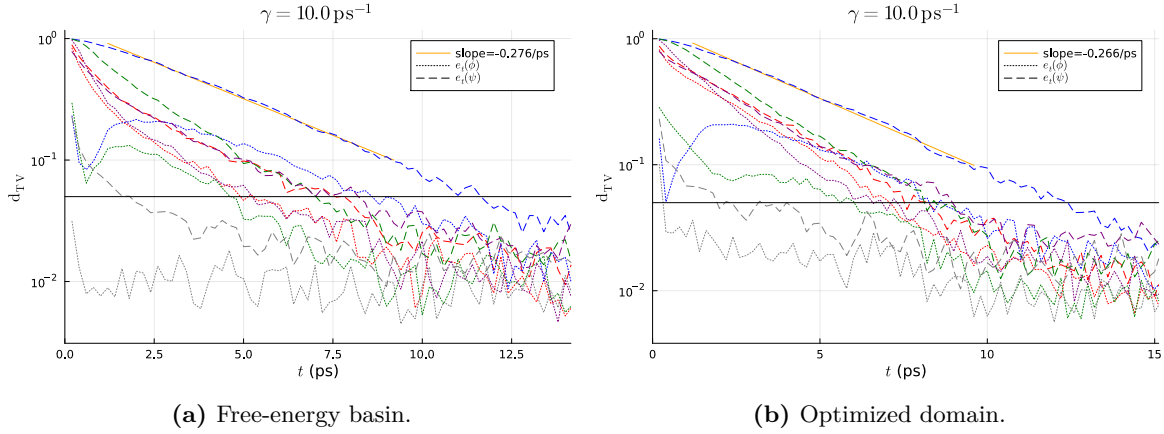 γ = 10.0 ps⁻¹
10⁰
10⁻¹
10⁻²
d_TV
slope=-0.276/ps
e_t(ϕ)
e_t(ψ)
0.0 2.5 5.0 7.5 10.0 12.5
t (ps)
(a) Free-energy basin.
γ = 10.0 ps⁻¹
10⁰
10⁻¹
10⁻²
d_TV
slope=-0.266/ps
e_t(ϕ)
e_t(ψ)
0 5 10 15
t (ps)
(b) Optimized domain.